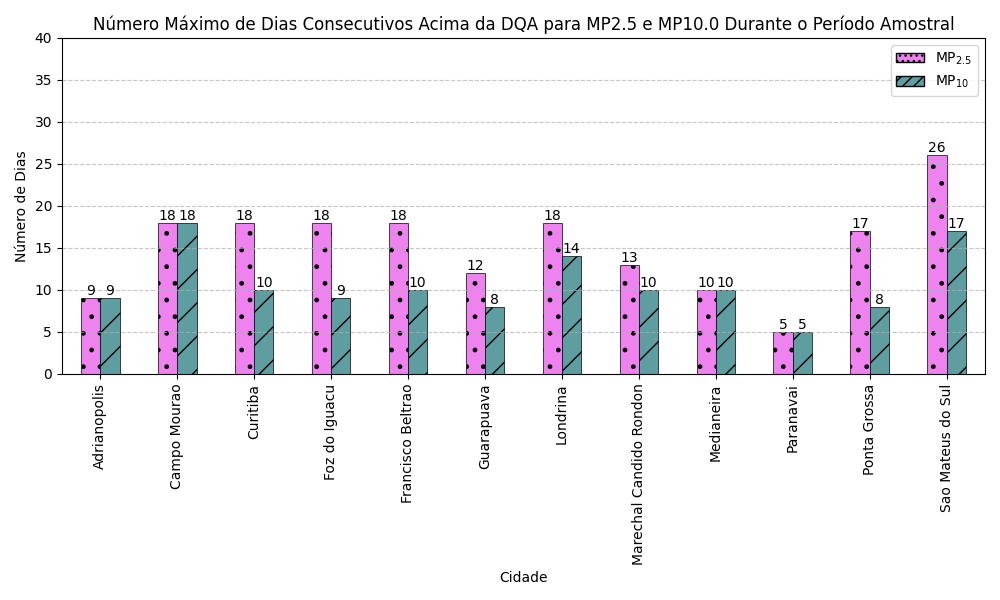 Número Máximo de Dias Consecutivos Acima da DQA para MP2.5 e MP10.0 Durante o Período Amostral
MP2.5
MP10
Número de Dias
40
35
30
25
20
15
10
5
0
9 9
18 18
18 10
18 9
18 10
12 8
18 14
13 10
10 10
5 5
17 8
26 17
Adrianopolis
Campo Mourao
Curitiba
Foz do Iguacu
Francisco Beltrao
Guarapuava
Londrina
Marechal Candido Rondon
Medianeira
Paranavai
Ponta Grossa
Sao Mateus do Sul
Cidade